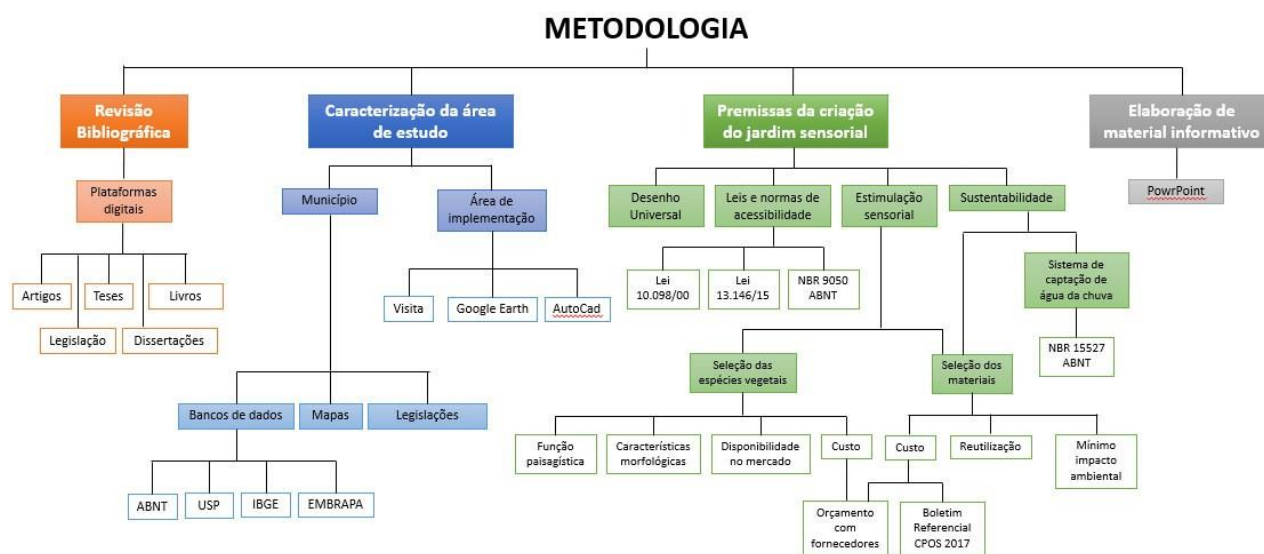 METODOLOGIA
Revisão
Bibliográfica
Caracterização da área
de estudo
Premissas da criação
do jardim sensorial
Elaboração de
material informativo
Plataformas
digitais
Município
Área de
implementação
Desenho
Universal
Leis e normas de
acessibilidade
Estimulação
sensorial
Sustentabilidade
PowrPoint
Artigos
Teses
Livros
Legislação
Dissertações
Visita
Google Earth
AutoCad
Lei
10.098/00
Lei
13.146/15
NBR 9050
ABNT
Sistema de
captação de
água da chuva
NBR 15527
ABNT
Seleção das
espécies vegetais
Seleção dos
materiais
Bancos de dados
Mapas
Legislações
Função
paisagística
Características
morfológicas
Disponibilidade
no mercado
Custo
Custo
Reutilização
Mínimo
impacto
ambiental
ABNT
USP
IBGE
EMBRAPA
Orçamento
com
fornecedores
Boletim
Referencial
CPOS 2017